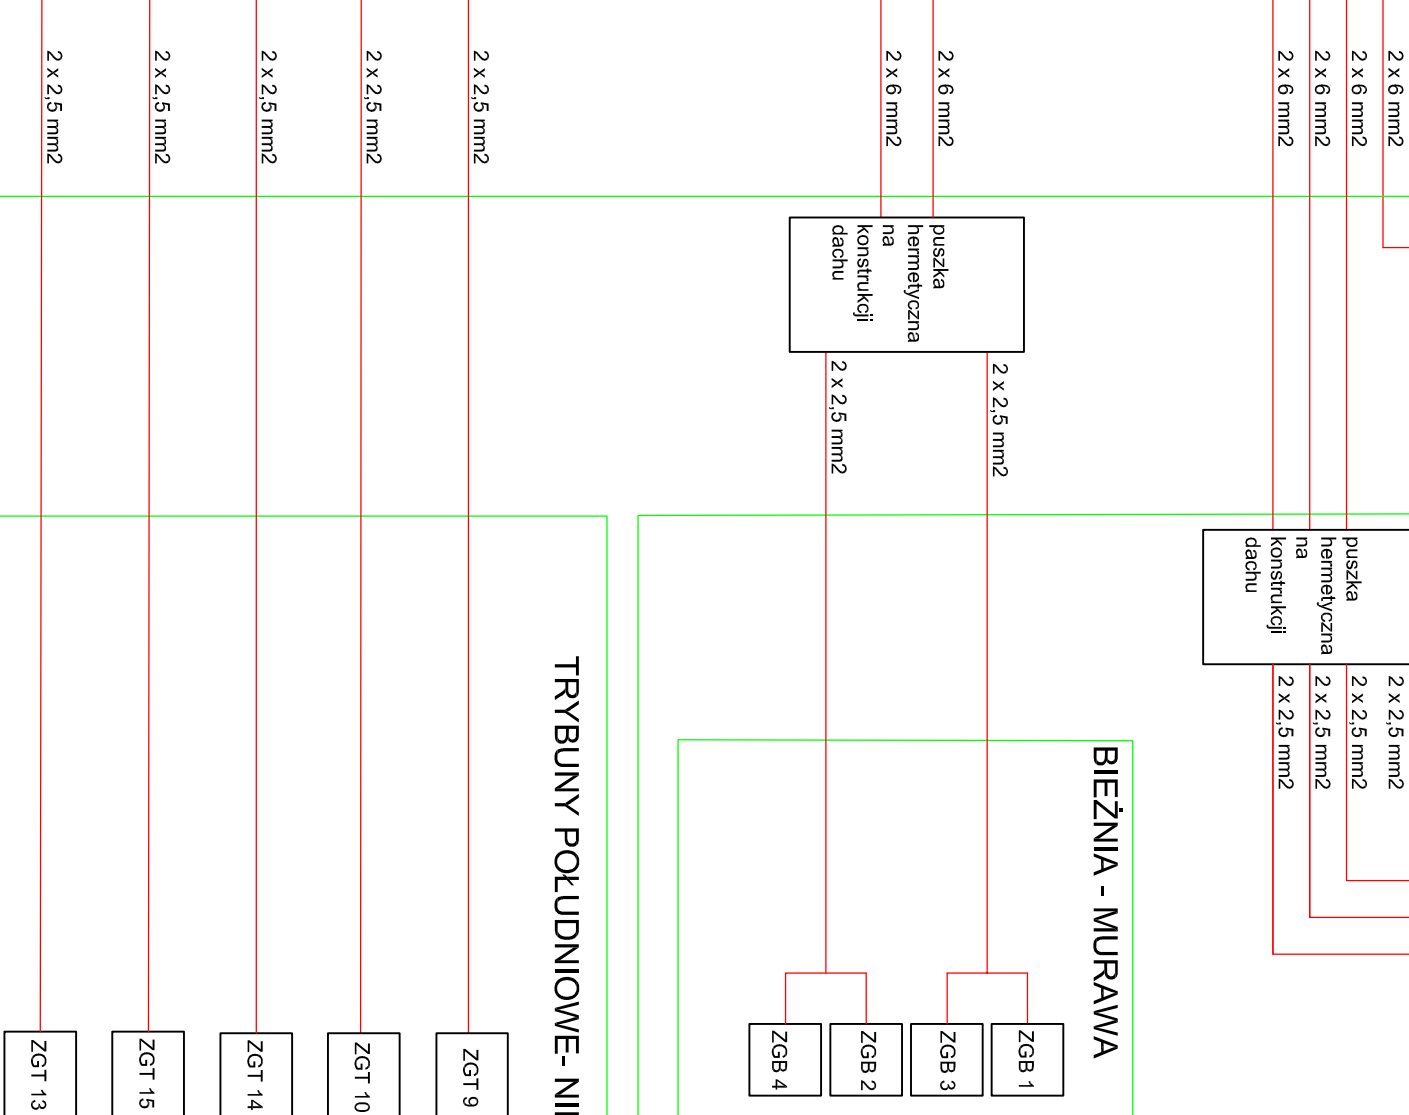 2 x 2,5 mm2
2 x 2,5 mm2
2 x 2,5 mm2
2 x 2,5 mm2
2 x 2,5 mm2
2 x 6 mm2
2 x 6 mm2
2 x 6 mm2
2 x 6 mm2
2 x 6 mm2
2 x 6 mm2
puszka
hermetyczna
na
konstrukcji
dachu
2 x 2,5 mm2
2 x 2,5 mm2
puszka
hermetyczna
na
konstrukcji
dachu
2 x 2,5 mm2
2 x 2,5 mm2
2 x 2,5 mm2
2 x 2,5 mm2
TRYBUNY POŁUDNIOWE- 
BIEŻNIA - MURAWA
ZGT 13
ZGT 15
ZGT 14
ZGT 10
ZGT 9
ZGB 4
ZGB 2
ZGB 3
ZGB 1